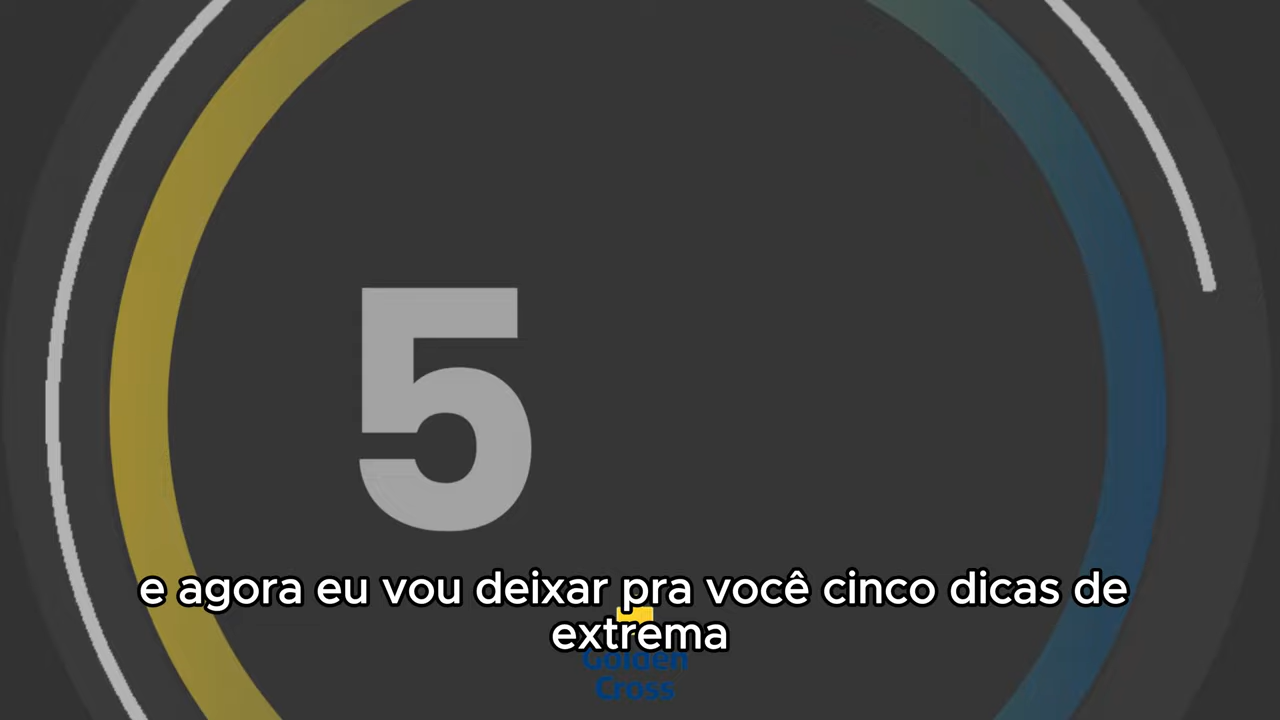 5
e agora eu vou deixar pra você cinco dicas de
extrema
Golden
Cross